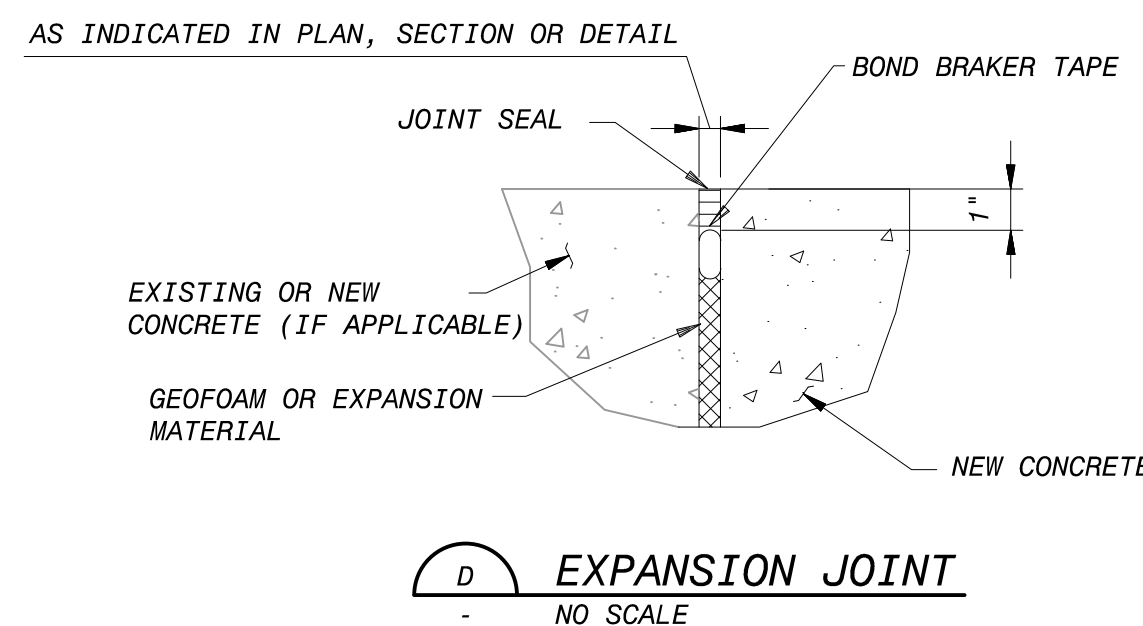 AS INDICATED IN PLAN, SECTION OR DETAIL
BOND BRAKER TAPE
JOINT SEAL
1"
EXISTING OR NEW
CONCRETE (IF APPLICABLE)
GEOFOAM OR EXPANSION
MATERIAL
NEW CONCRETE
D
EXPANSION JOINT
-
NO SCALE